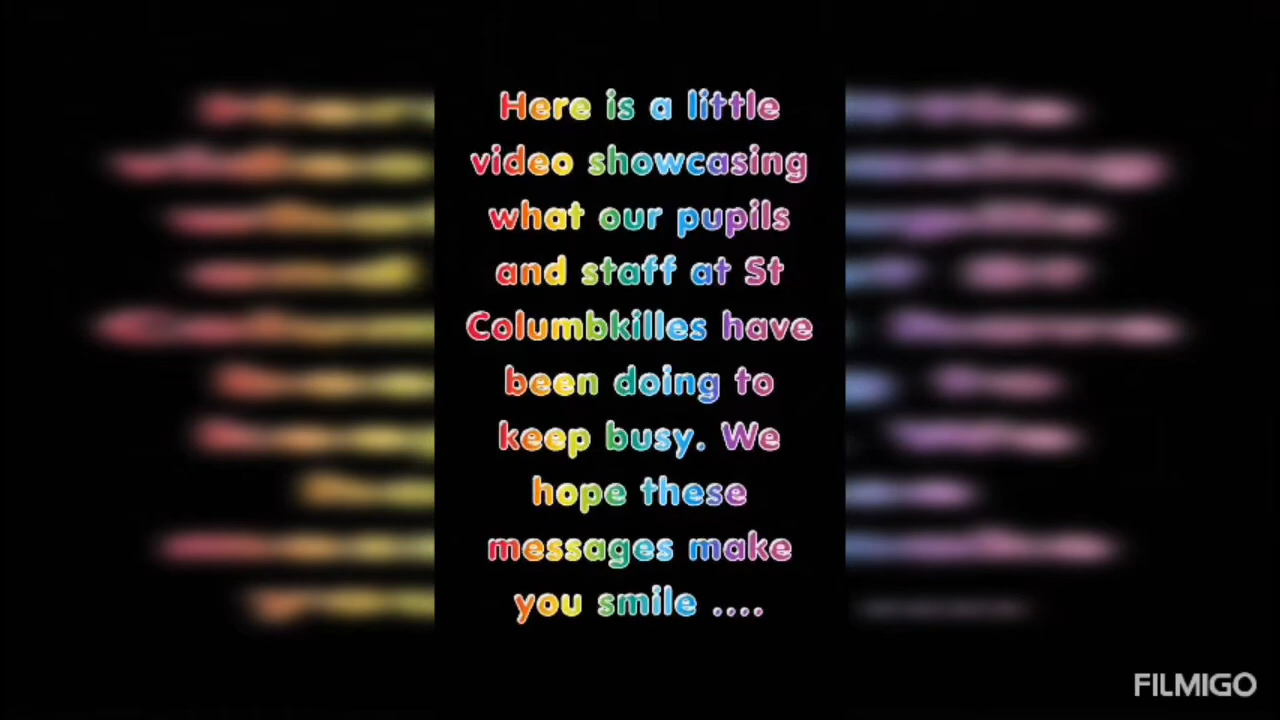 Here is a little
video showcasing
what our pupils
and staff at St
Columbkilles have
been doing to
keep busy. We
hope these
messages make
you smile ....
FILMIGO